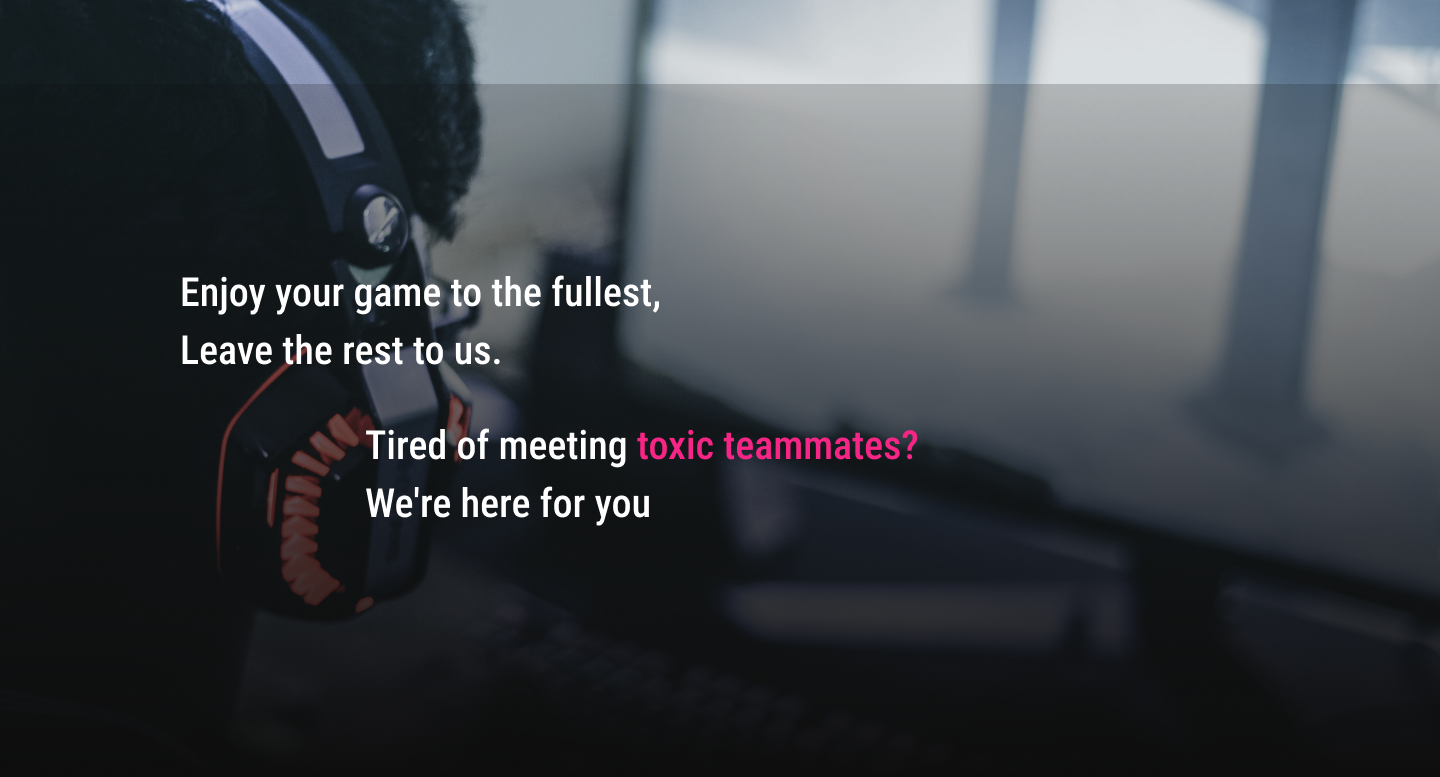 Enjoy your game to the fullest,
Leave the rest to us.
Tired of meeting toxic teammates?
We're here for you